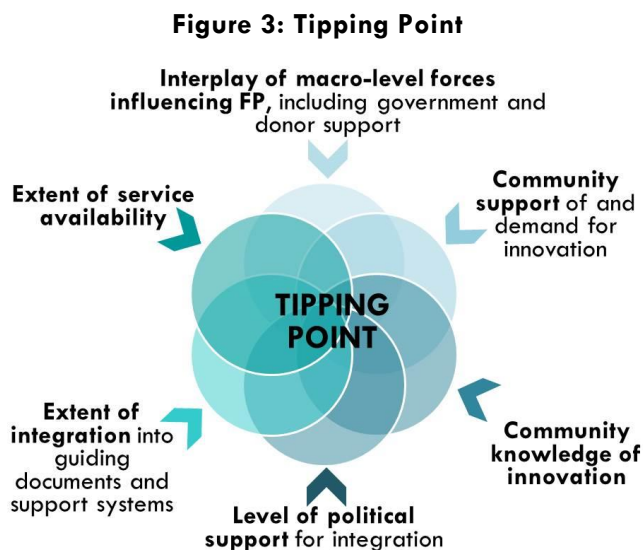 Figure 3: Tipping Point
Interplay of macro-level forces
influencing FP, including government and
donor support
Extent of service
availability
Community
support of and
demand for
innovation
TIPPING
POINT
Extent of
integration into
guiding
documents and
support systems
Community
knowledge of
innovation
Level of political
support for integration